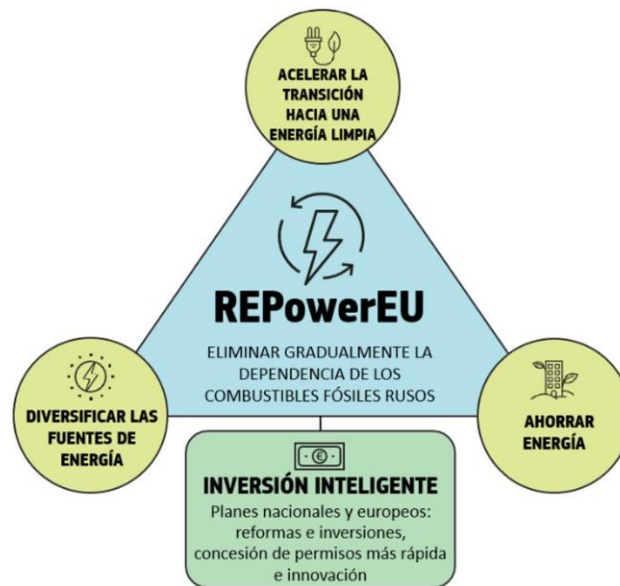 ACELERAR LA
TRANSICIÓN
HACIA UNA
ENERGÍA LIMPIA
REPowerEU
ELIMINAR GRADUALMENTE LA
DEPENDENCIA DE LOS
COMBUSTIBLES FÓSILES RUSOS
DIVERSIFICAR LAS
FUENTES DE
ENERGÍA
AHORRAR
ENERGÍA
€
INVERSIÓN INTELIGENTE
Planes nacionales y europeos:
reformas e inversiones,
concesión de permisos más rápida
e innovación